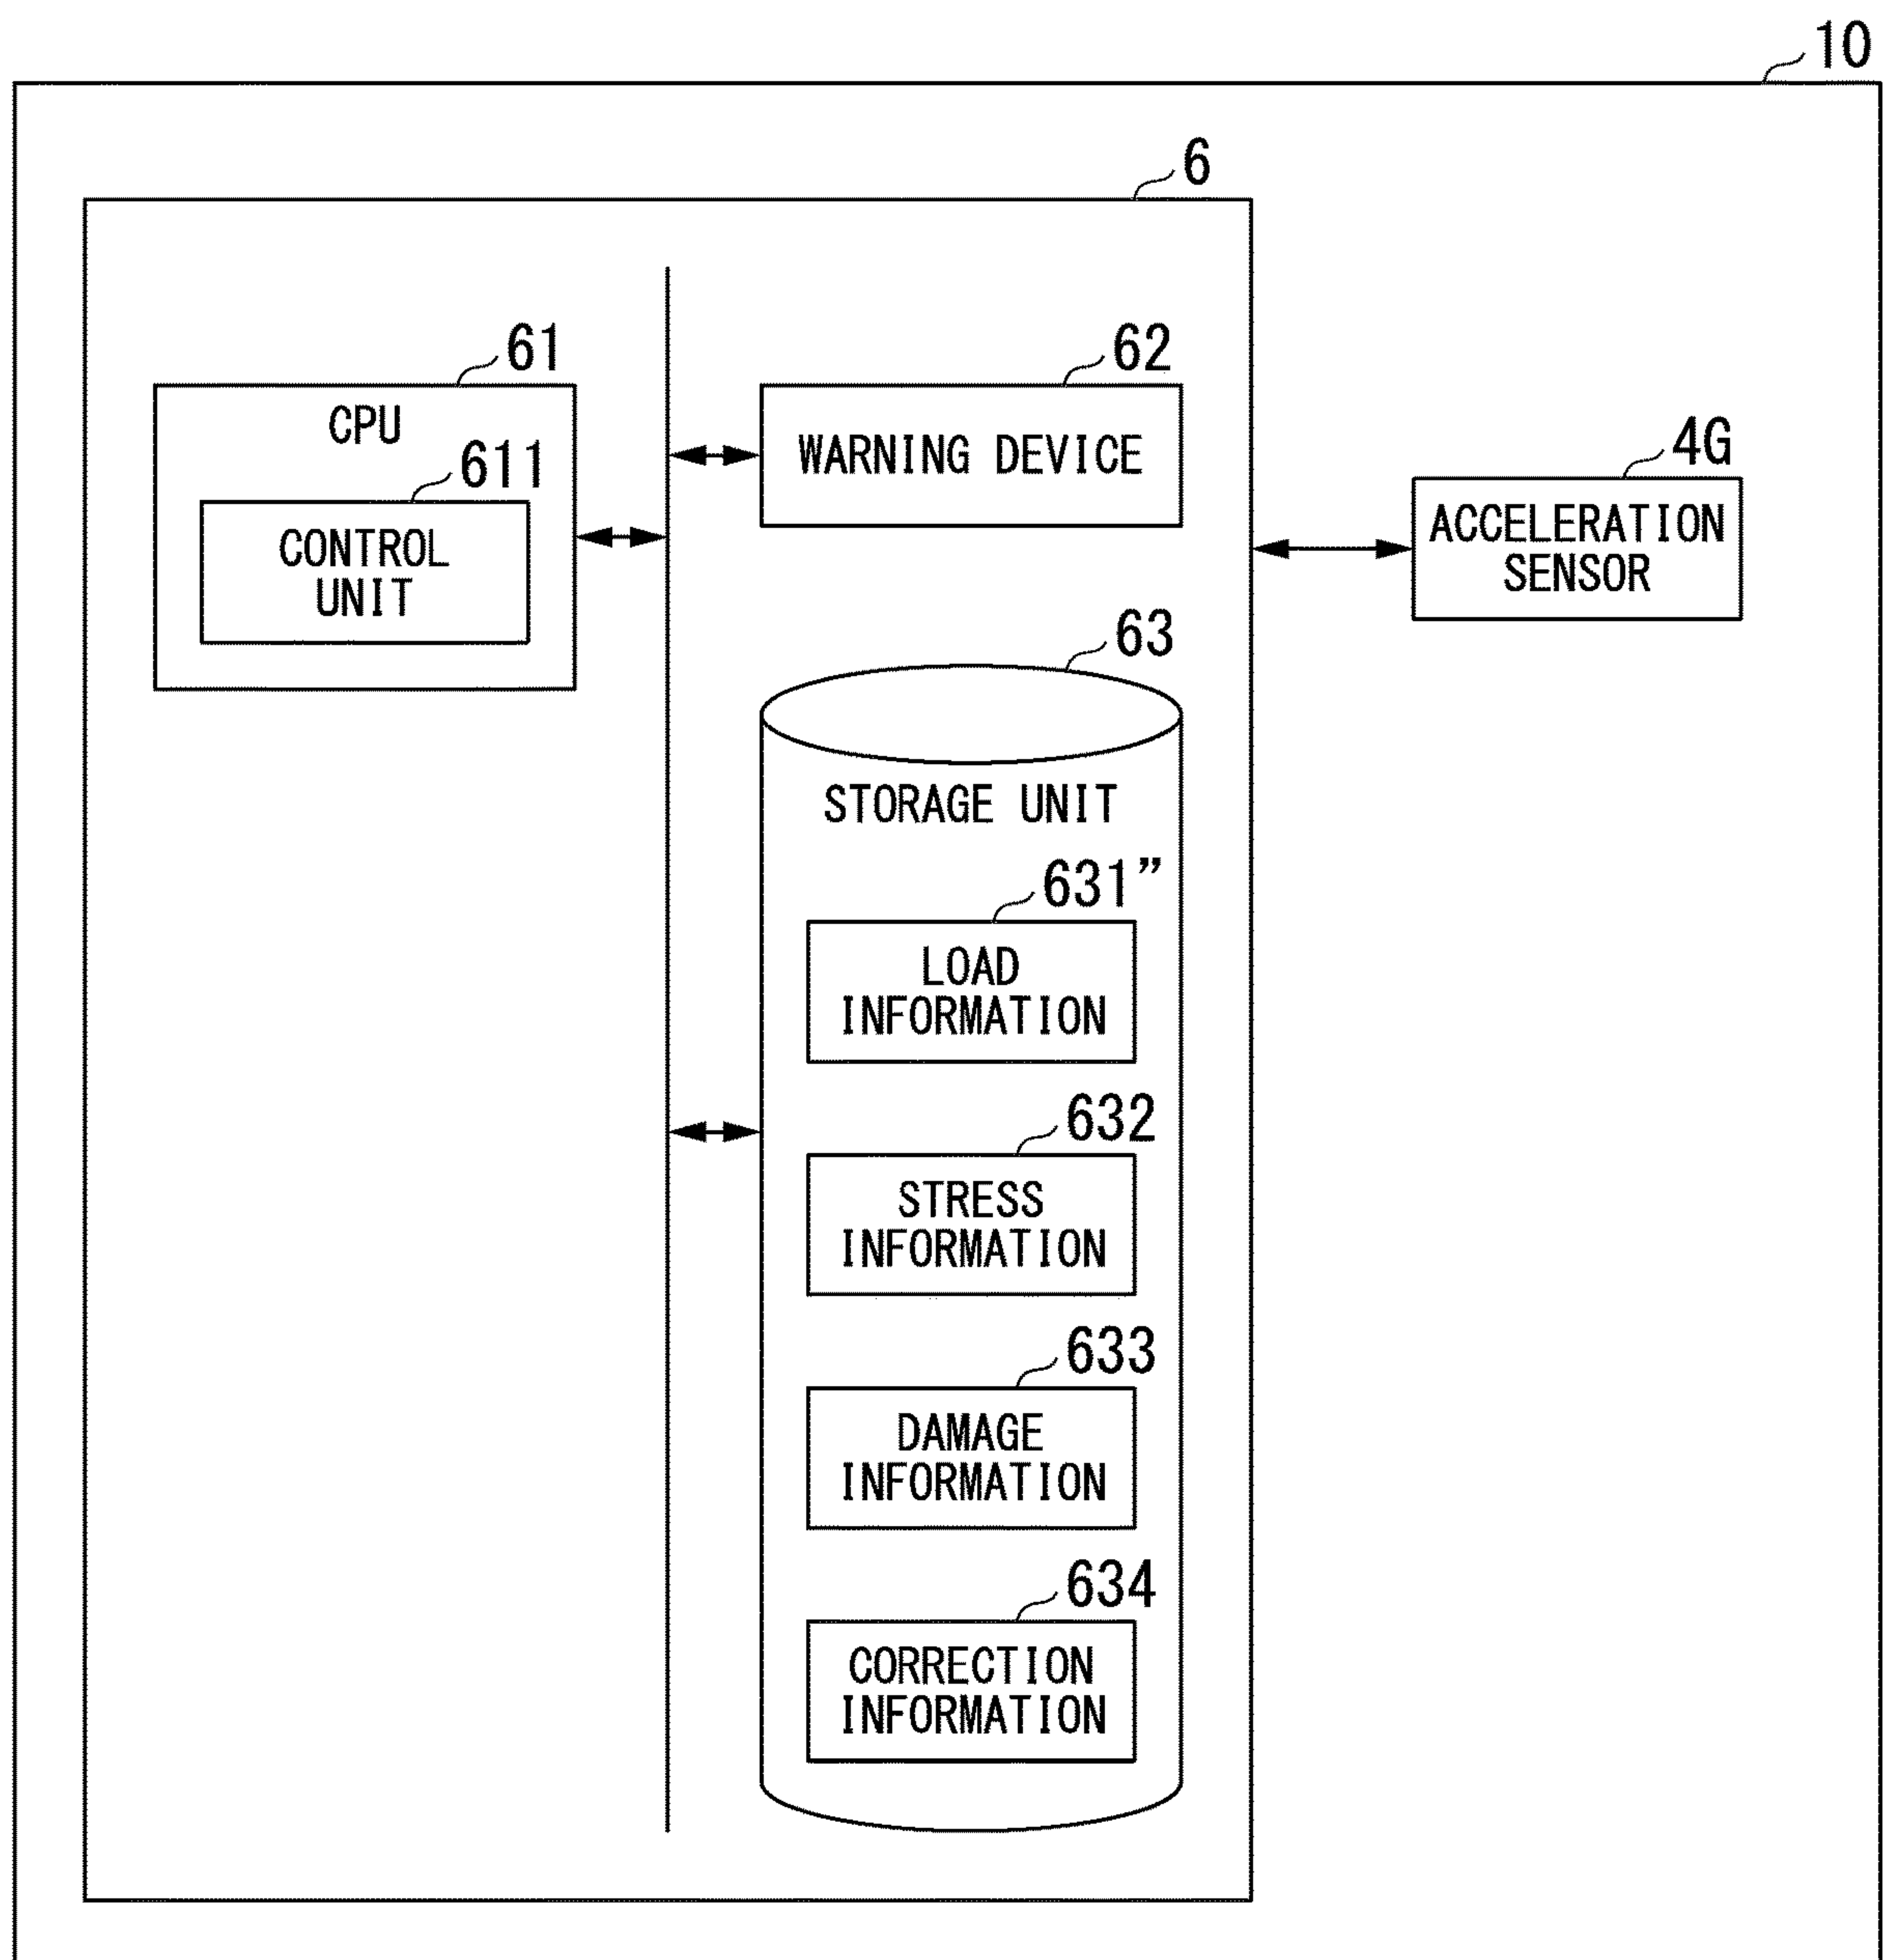 10
6
61
CPU
611
CONTROL
UNIT
62
WARNING DEVICE
4G
ACCELERATION
SENSOR
63
STORAGE UNIT
631”
LOAD
INFORMATION
632
STRESS
INFORMATION
633
DAMAGE
INFORMATION
634
CORRECTION
INFORMATION